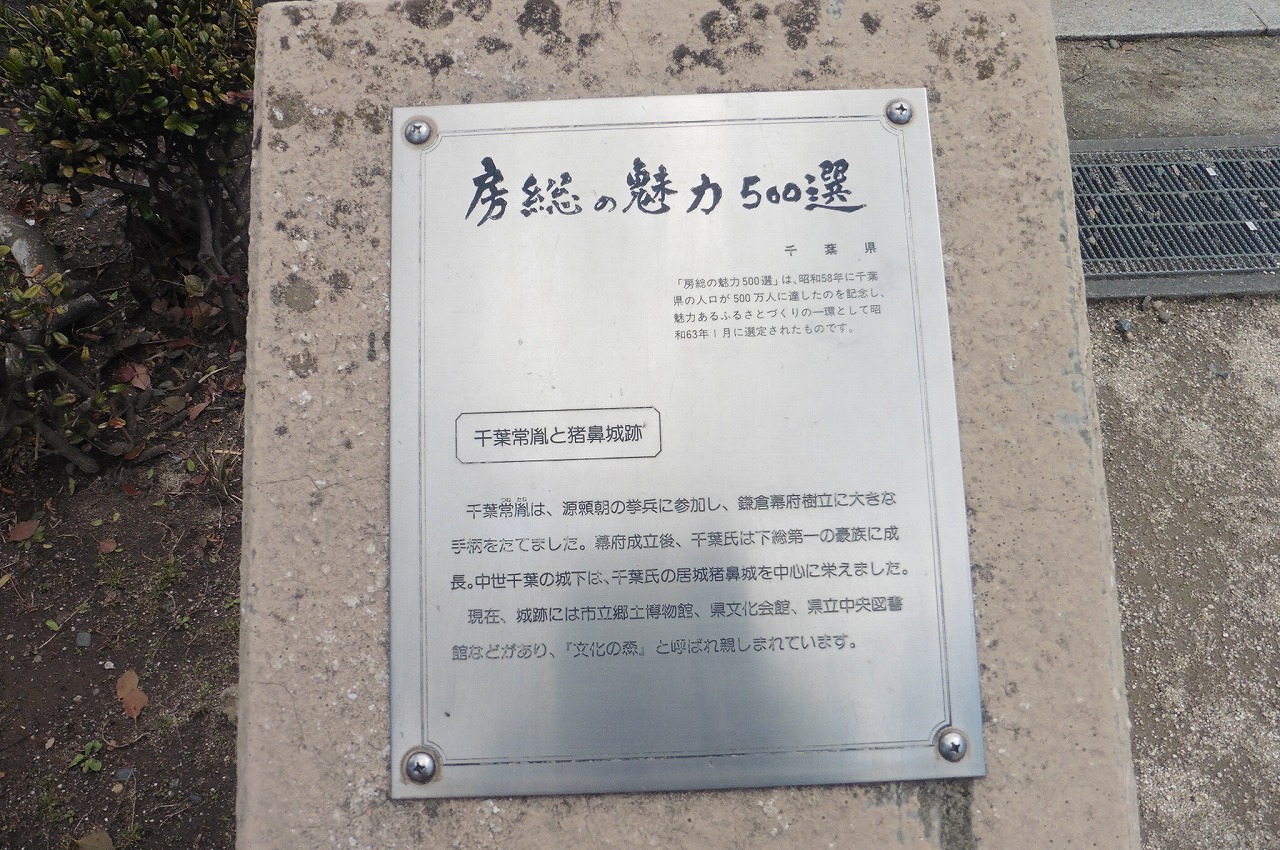 房総の魅力500選
千葉県
「房総の魅力500選」は、昭和58年に千葉
県の人口が500万人に達したのを記念し、
魅力あるふるさとづくりの一環として昭
和63年1月に選定されたものです。
千葉常胤と猪鼻城跡
つねたね
千葉常胤は、源頼朝の挙兵に参加し、鎌倉幕府樹立に大きな
手柄をたてました。幕府成立後、千葉氏は下総第一の豪族に成
長。中世千葉の城下は、千葉氏の居城猪鼻城を中心に栄えました。
現在、城跡には市立郷土博物館、県文化会館、県立中央図書
館などがあり、『文化の森』と呼ばれ親しまれています。